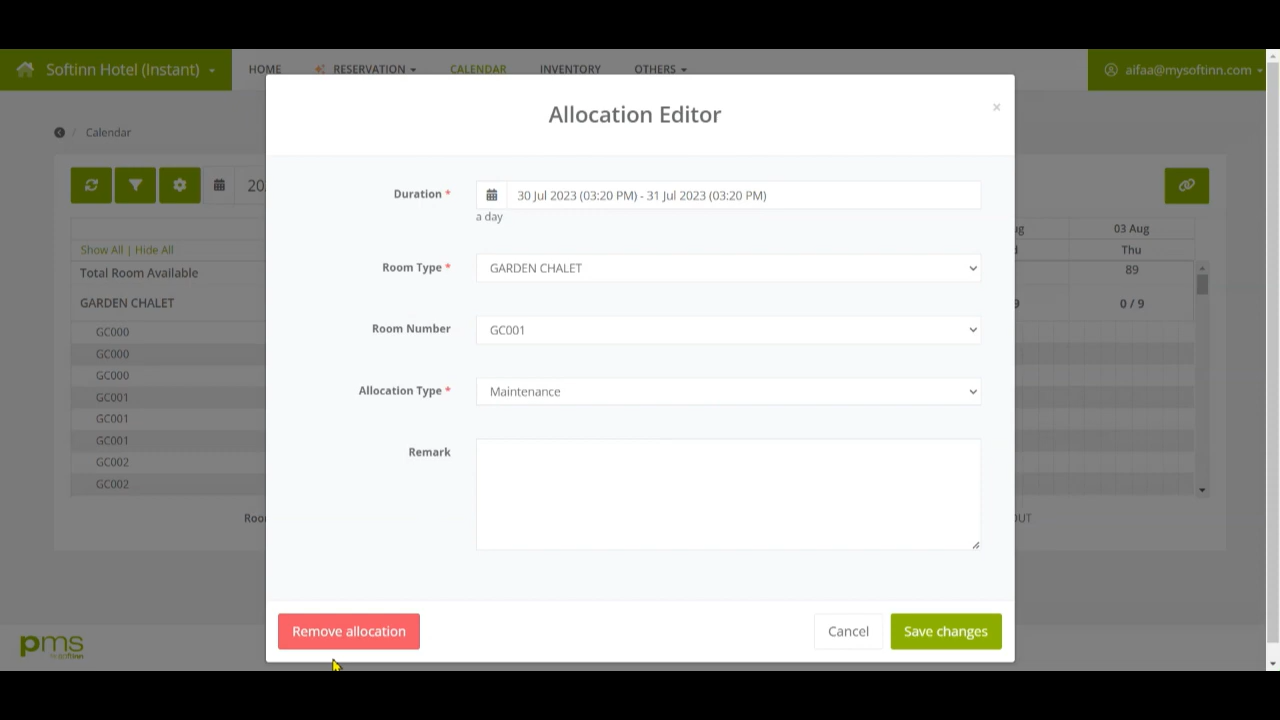 Softinn Hotel (Instant)
HOME
RESERVATION
CALENDAR
INVENTORY
OTHERS
aifaa@mysoftinn.com
Allocation Editor
×
/ Calendar
20
Duration *
30 Jul 2023 (03:20 PM) - 31 Jul 2023 (03:20 PM)
a day
03 Aug
Show All | Hide All
Thu
Total Room Available
89
Room Type *
GARDEN CHALET
GARDEN CHALET
0 / 9
Room Number
GC001
GC000
GC000
GC000
GC001
GC001
GC001
GC002
GC002
Allocation Type *
Maintenance
Remark
Remove allocation
Cancel
Save changes
pms
by softinn